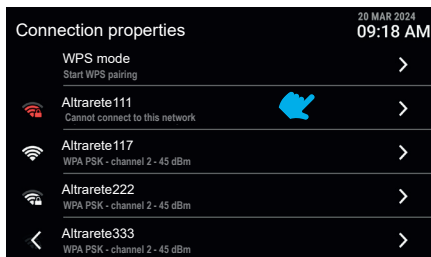 20 MAR 2024
Connection properties
09:18 AM
WPS mode
Start WPS pairing
Altrarete111
Cannot connect to this network
Altrarete117
WPA PSK - channel 2 - 45 dBm
Altrarete222
WPA PSK - channel 2 - 45 dBm
Altrarete333
WPA PSK - channel 2 - 45 dBm